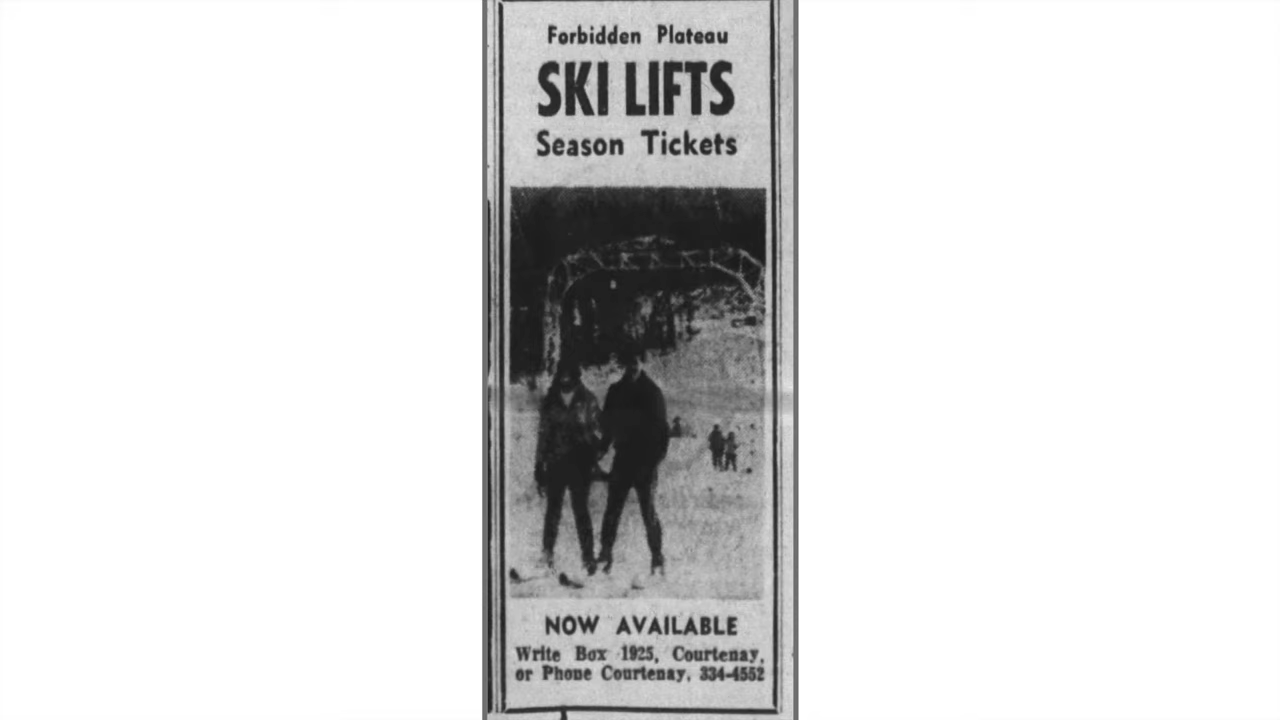 Forbidden Plateau
SKI LIFTS
Season Tickets
NOW AVAILABLE
Write Box 1925, Courtenay,
or Phone Courtenay, 334-4552